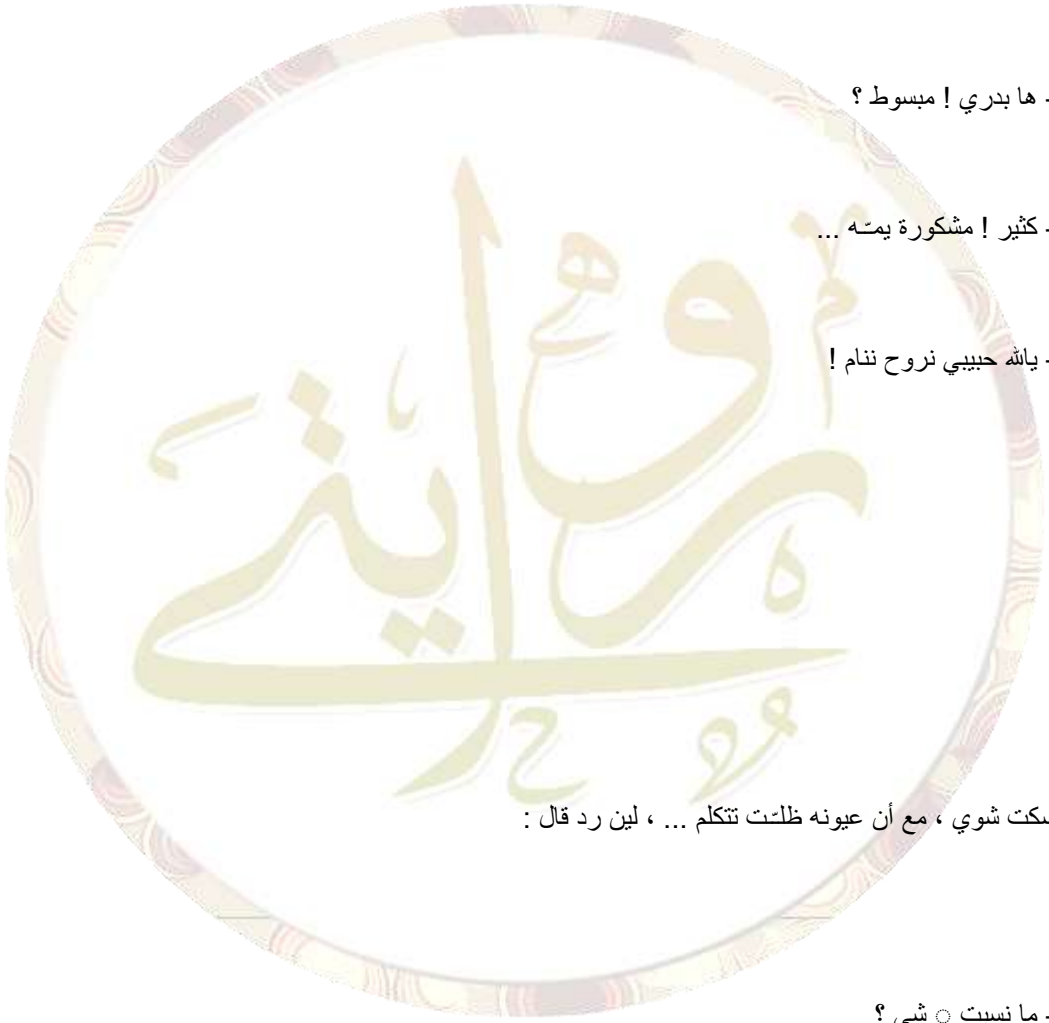 - ها بدري ! مبسوط ؟
- كثير ! مشكورة يمّه ...
- يالله حبيبي نروح ننام !
روايتي
سكت شوي ، مع أن عيونه ظلّت تتكلم ... ، لين رد قال :
- ما نسيت ِ شي ؟